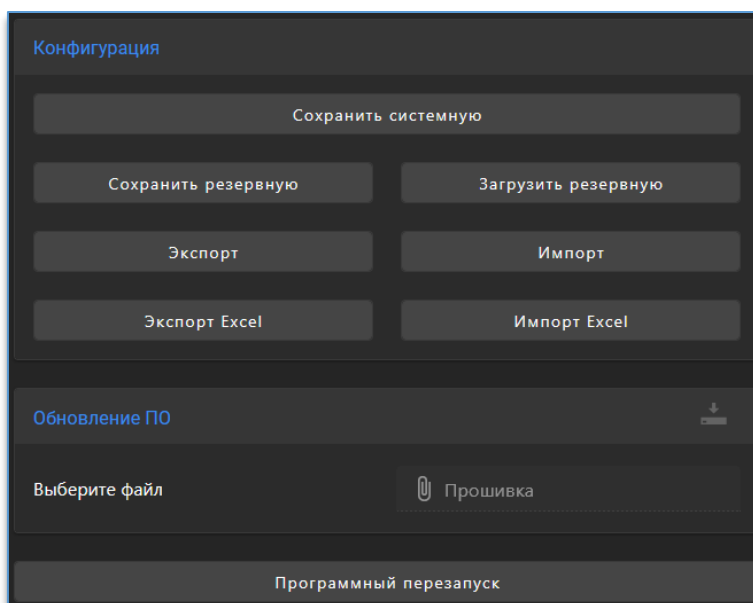 Конфигурация
Сохранить системную
Сохранить резервную
Загрузить резервную
Экспорт
Импорт
Экспорт Excel
Импорт Excel
Обновление ПО
Выберите файл
Прошивка
Программный перезапуск